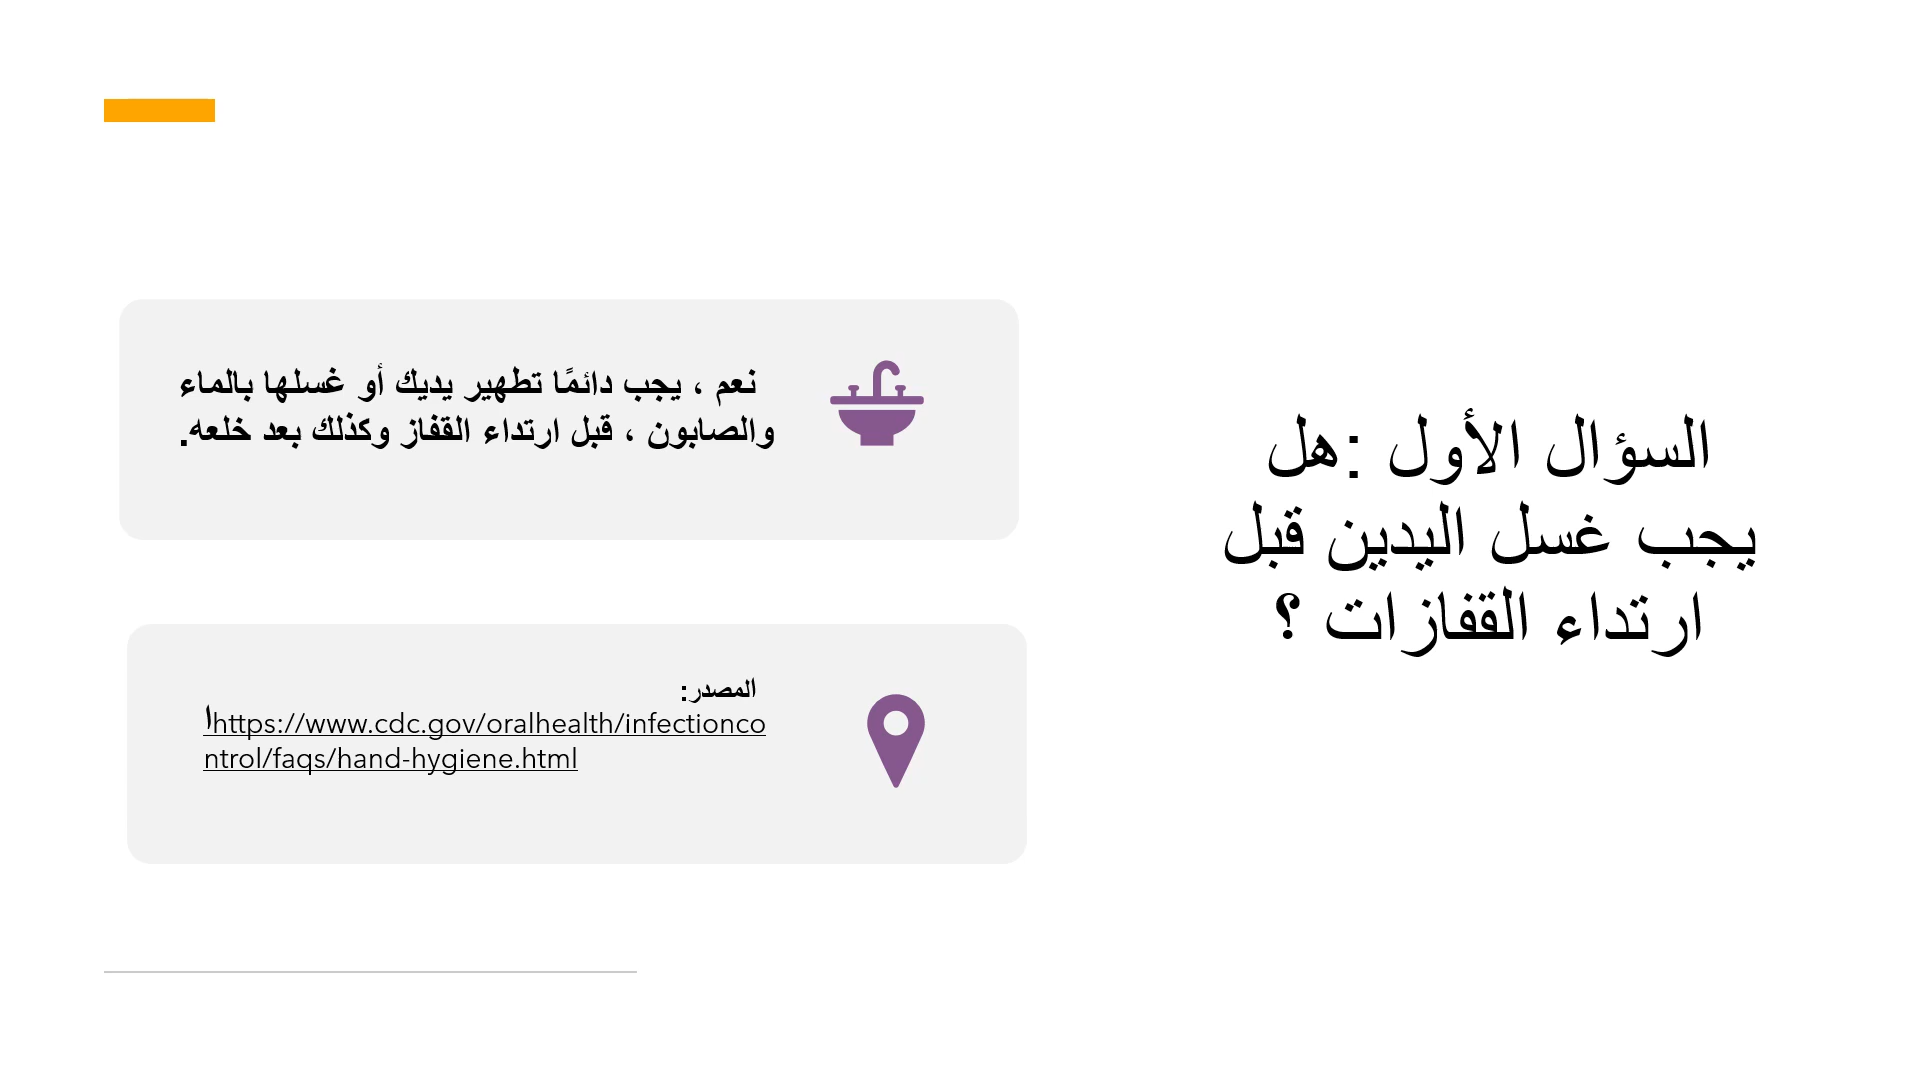 السؤال الأول :هل
يجب غسل اليدين قبل
ارتداء القفازات ؟
نعم ، يجب دائمًا تطهير يديك أو غسلها بالماء
والصابون ، قبل ارتداء القفاز وكذلك بعد خلعه.
المصدر:
اhttps://www.cdc.gov/oralhealth/infectionco
ntrol/faqs/hand-hygiene.html